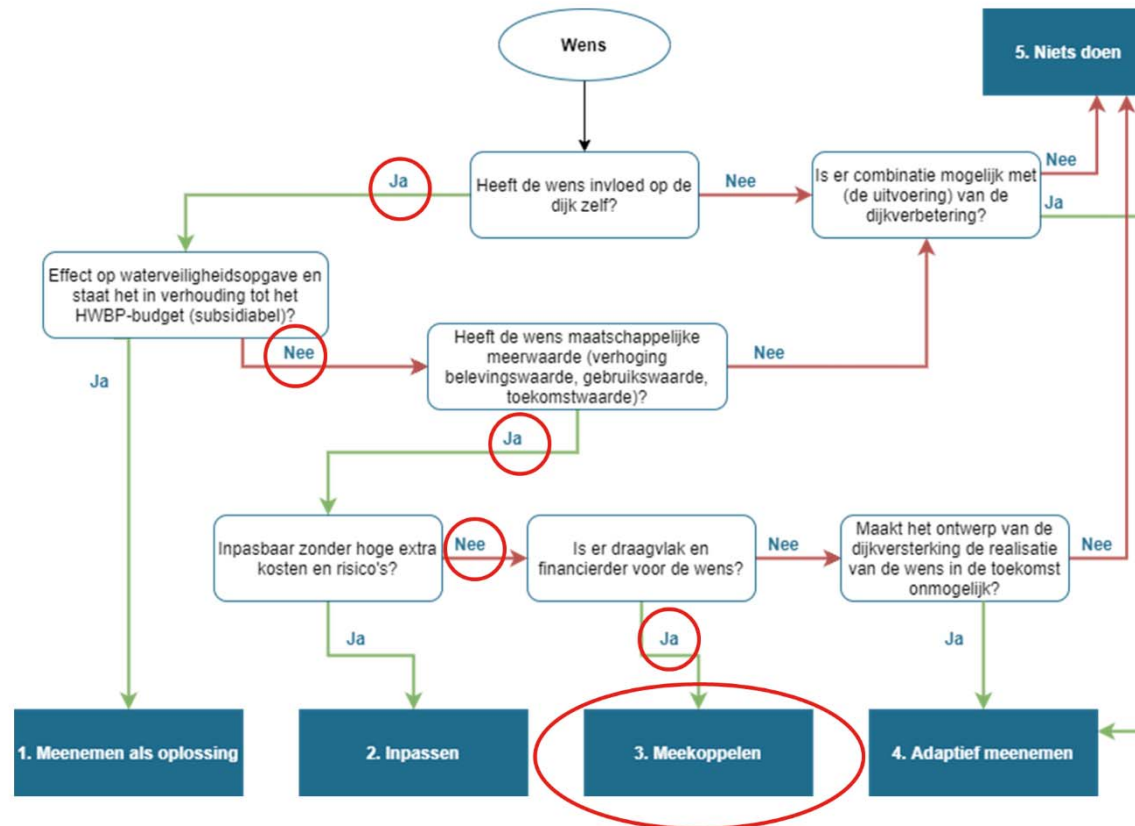 Wens
5. Niets doen
Ja
Heeft de wens invloed op de
dijk zelf?
Nee
Is er combinatie mogelijk met
(de uitvoering) van de
dijkverbetering?
Nee
Ja
Effect op waterveiligheidsopgave en
staat het in verhouding tot het
HWBP-budget (subsidiabel)?
Nee
Ja
Heeft de wens maatschappelijke
meerwaarde (verhoging
belevingswaarde, gebruikswaarde,
toekomstwaarde)?
Nee
Ja
Inpasbaar zonder hoge extra
kosten en risico's?
Nee
Is er draagvlak en
financierder voor de wens?
Nee
Maakt het ontwerp van de
dijkversterking de realisatie
van de wens in de toekomst
onmogelijk?
Nee
Ja
Ja
Ja
1. Meenemen als oplossing
2. Inpassen
3. Meekoppelen
4. Adaptief meenemen